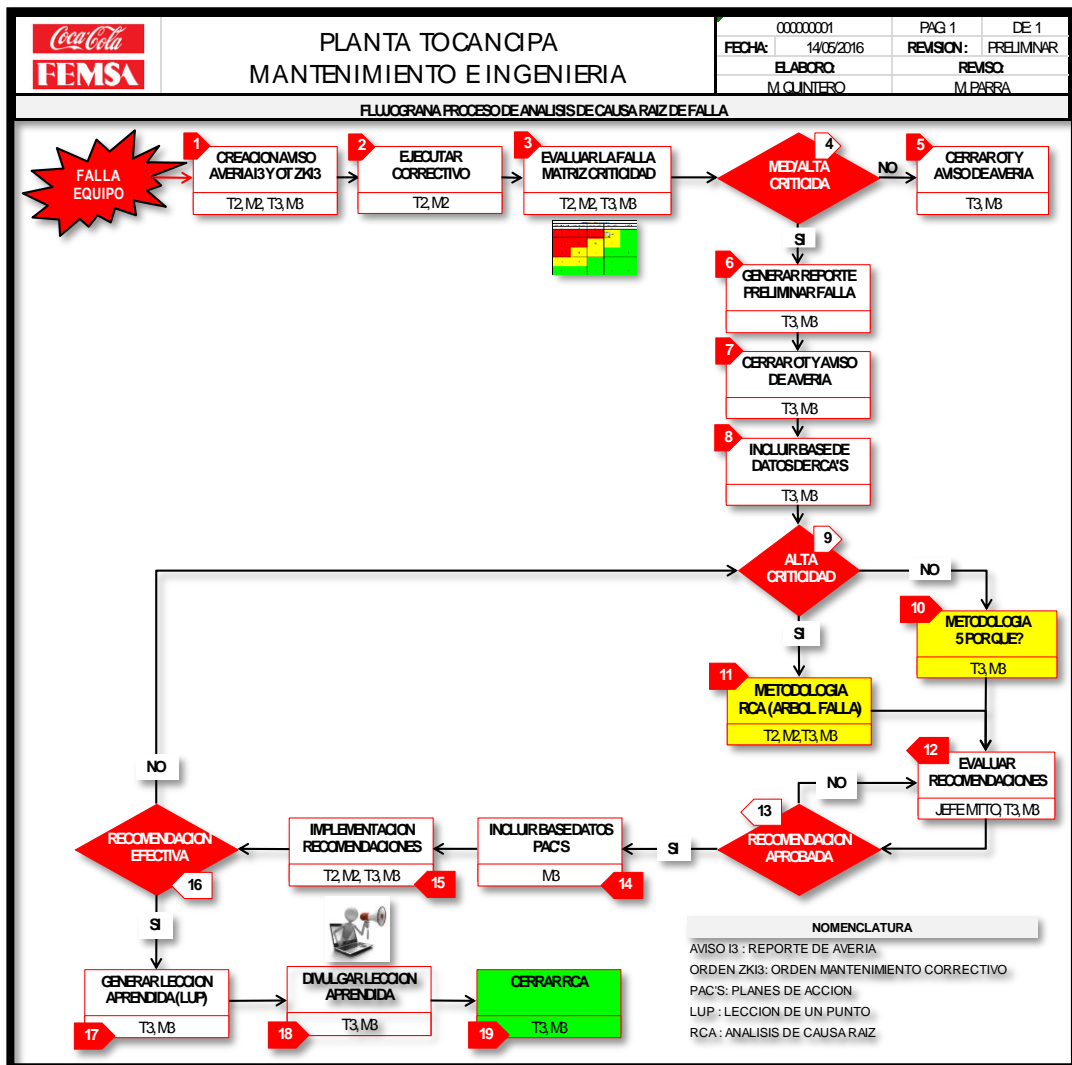 Coca-Cola
FEMSA
PLANTA TOCANCIPA
MANTENIMIENTO E INGENIERIA
000000001
PAG 1
DE 1
FECHA:
14/05/2016
REVISION :
PRELIMINAR
ELABORO:
REVISO:
M. QUINTERO
M. PARRA
FLUJOGRANA PROCESO DE ANALISIS DE CAUSA RAIZ DE FALLA
FALLA
EQUIPO
1
CREACION AVISO
AVERIA I3 Y OT ZKI3
T2, M2, T3, M3
2
EJECUTAR
CORRECTIVO
T2, M2
3
EVALUAR LA FALLA
MATRIZ CRITICIDAD
T2, M2, T3, M3
4
MED/ALTA
CRITICIDA
NO
5
CERRAR OT Y
AVISO DE AVERIA
T3, M3
SI
6
GENERAR REPORTE
PRELIMINAR FALLA
T3, M3
7
CERRAR OT Y AVISO
DE AVERIA
T3, M3
8
INCLUIR BASE DE
DATOS DE RCA'S
T3, M3
9
ALTA
CRITICIDAD
NO
10
METODOLOGIA
5 PORQUE?
T3, M3
SI
11
METODOLOGIA
RCA (ARBOL FALLA)
T2, M2, T3, M3
12
EVALUAR
RECOMENDACIONES
JEFE MTTO, T3, M3
NO
13
RECOMENDACION
APROBADA
SI
INCLUIR BASE DATOS
PAC'S
M3
14
IMPLEMENTACION
RECOMENDACIONES
T2, M2, T3, M3
15
NO
RECOMENDACION
EFECTIVA
16
SI
GENERAR LECCION
APRENDIDA (LUP)
T3, M3
17
DIVULGAR LECCION
APRENDIDA
T3, M3
18
CERRAR RCA
T3, M3
19
NOMENCLATURA
AVISO I3 : REPORTE DE AVERIA
ORDEN ZKI3: ORDEN MANTENIMIENTO CORRECTIVO
PAC'S: PLANES DE ACCION
LUP : LECCION DE UN PUNTO
RCA : ANALISIS DE CAUSA RAIZ